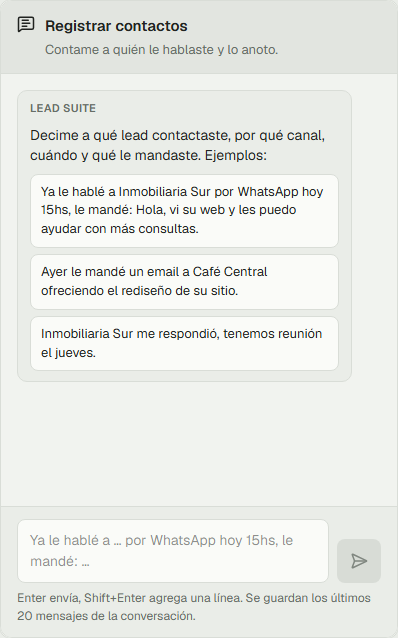 Registrar contactos
Contame a quién le hablaste y lo anoto.
LEAD SUITE
Decime a qué lead contactaste, por qué canal,
cuándo y qué le mandaste. Ejemplos:
Ya le hablé a Inmobiliaria Sur por WhatsApp hoy
15hs, le mandé: Hola, vi su web y les puedo
ayudar con más consultas.
Ayer le mandé un email a Café Central
ofreciendo el rediseño de su sitio.
Inmobiliaria Sur me respondió, tenemos reunión
el jueves.
Ya le hablé a … por WhatsApp hoy 15hs, le
mandé: …
Enter envía, Shift+Enter agrega una línea. Se guardan los últimos
20 mensajes de la conversación.